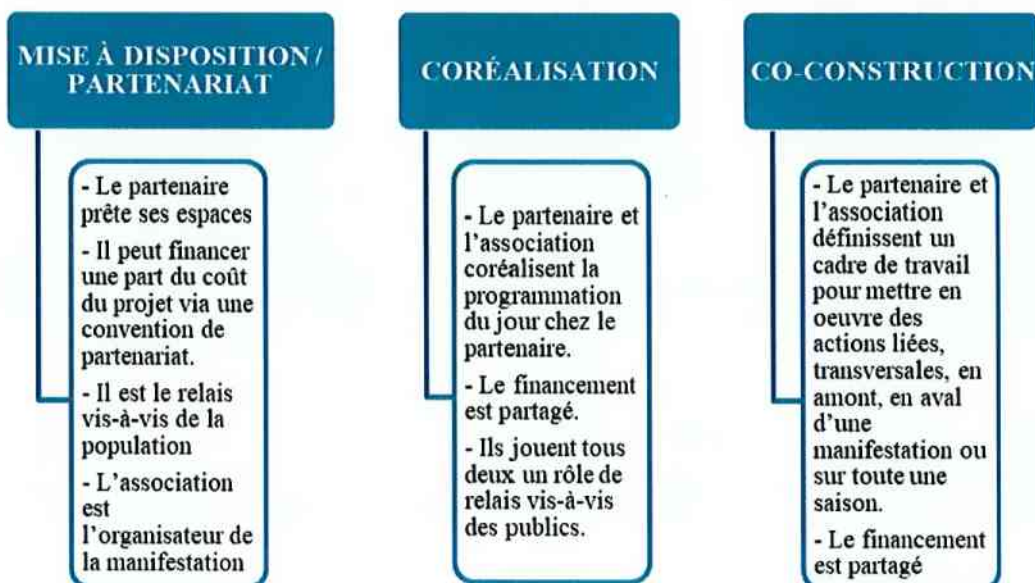 MISE À DISPOSITION /
PARTENARIAT
- Le partenaire
prête ses espaces
- Il peut financer
une part du coût
du projet via une
convention de
partenariat.
- Il est le relais
vis-à-vis de la
population
- L'association
est
l'organisateur de
la manifestation
CORÉALISATION
- Le partenaire et
l'association
coréalisent la
programmation
du jour chez le
partenaire.
- Le financement
est partagé.
- Ils jouent tous
deux un rôle de
relais vis-à-vis
des publics.
CO-CONSTRUCTION
- Le partenaire et
l'association
définissent un
cadre de travail
pour mettre en
oeuvre des
actions liées,
transversales, en
amont, en aval
d'une
manifestation ou
sur toute une
saison.
- Le financement
est partagé